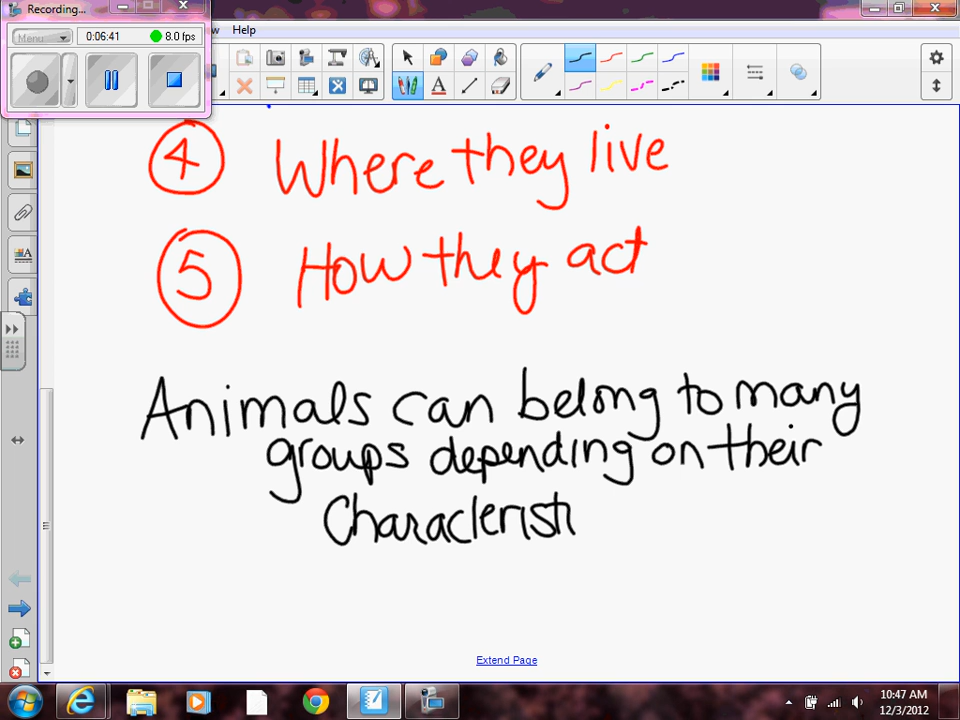 Recording...
Menu
0:06:41
8.0 fps
w Help
④ Where they live
⑤ How they act
Animals can belong to many
groups depending on their
Characteristi
Extend Page
10:47 AM
12/3/2012